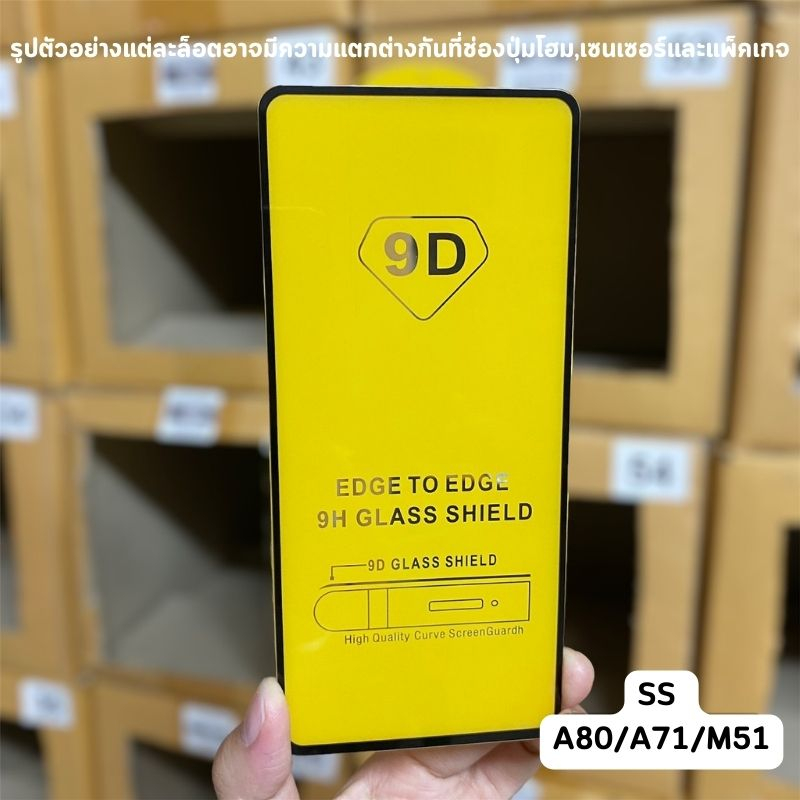 รูปตัวอย่างแต่ละล็อตอาจมีความแตกต่างกันที่ช่องปุ่มโฮม,เซนเซอร์และแพ็คเกจ
9D
EDGE TO EDGE
9H GLASS SHIELD
9D GLASS SHIELD
High Quality Curve ScreenGuardh
SS
A80/A71/M51